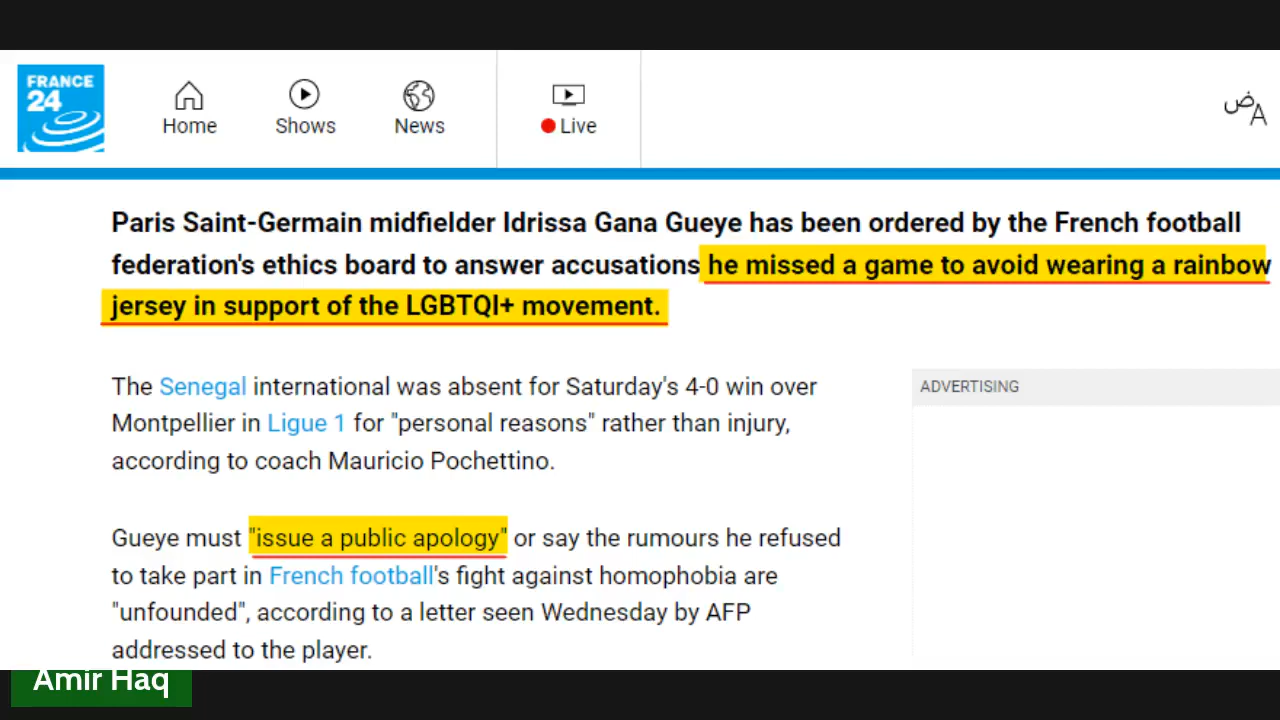 FRANCE
24
Home
Shows
News
Live
ض
A
Paris Saint-Germain midfielder Idrissa Gana Gueye has been ordered by the French football
federation's ethics board to answer accusations he missed a game to avoid wearing a rainbow
jersey in support of the LGBTQI+ movement.
The Senegal international was absent for Saturday's 4-0 win over
Montpellier in Ligue 1 for "personal reasons" rather than injury,
according to coach Mauricio Pochettino.
ADVERTISING
Gueye must "issue a public apology" or say the rumours he refused
to take part in French football's fight against homophobia are
"unfounded", according to a letter seen Wednesday by AFP
addressed to the player.
Amir Haq